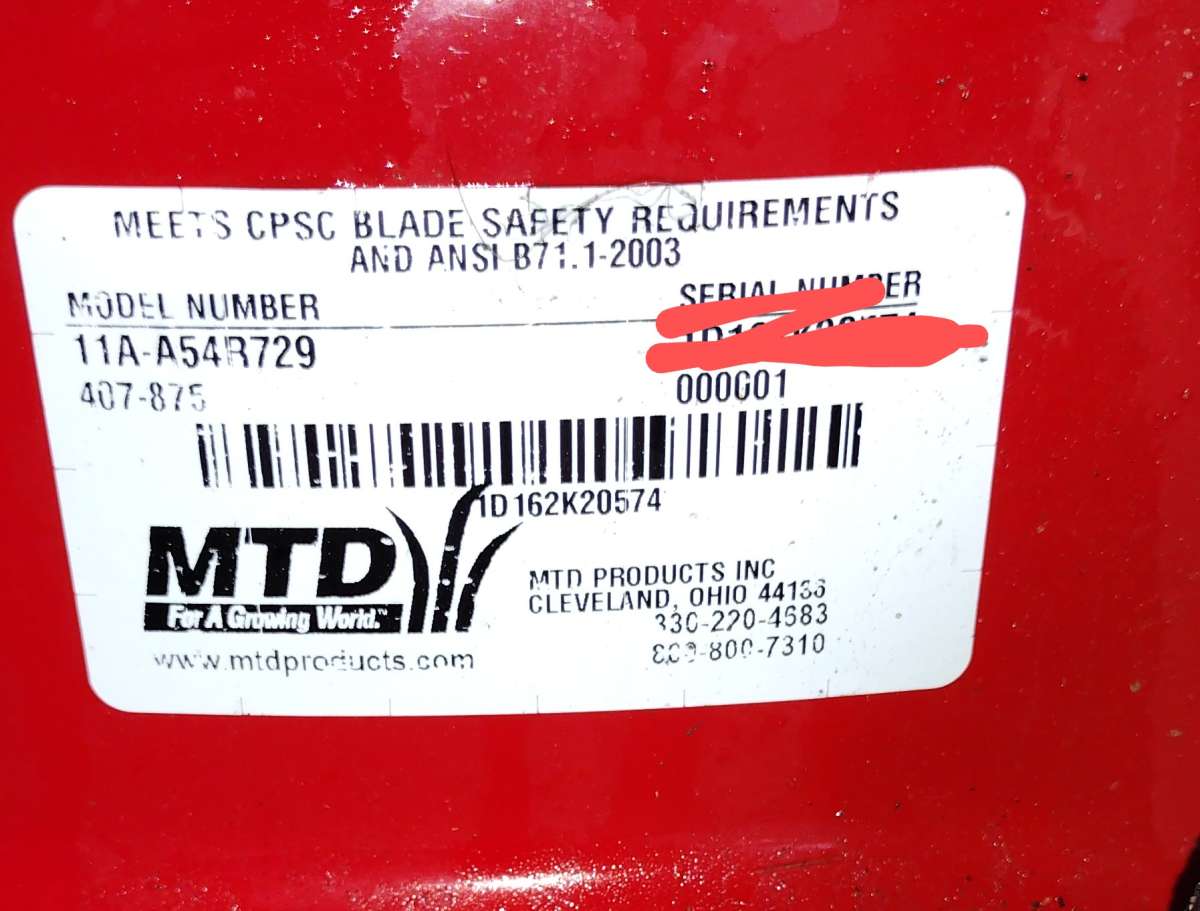 MEETS CPSC BLADE SAFETY REQUIREMENTS
AND ANSI B71.1-2003
MODEL NUMBER
11A-A54R729
407-875
SERIAL NUMBER
000001
1D162K20574
MTD
For A Growing World.™
www.mtdproducts.com
MTD PRODUCTS INC
CLEVELAND, OHIO 44136
330-220-4683
800-800-7310